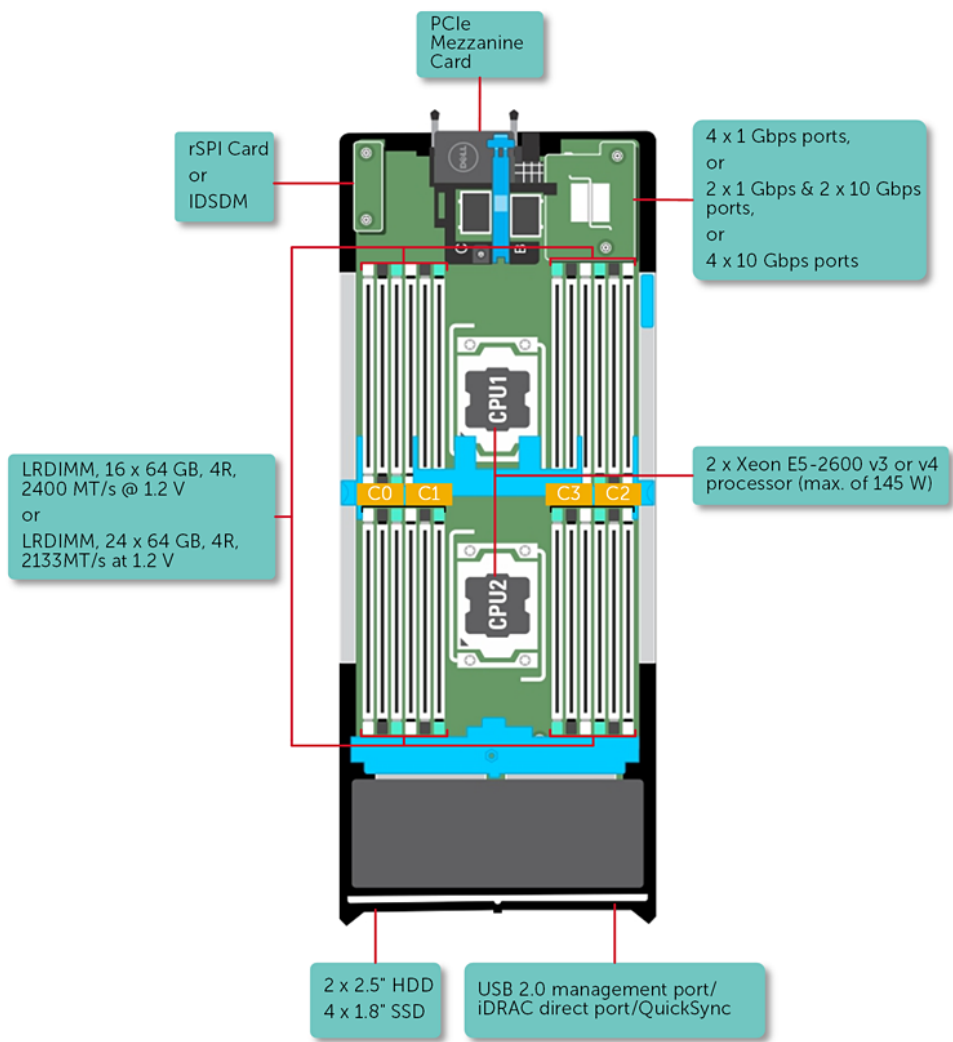 PCIe
Mezzanine
Card
rSPI Card
or
IDSDM
4 x 1 Gbps ports,
or
2 x 1 Gbps & 2 x 10 Gbps
ports,
or
4 x 10 Gbps ports
DELL
C
B
CPU1
LRDIMM, 16 x 64 GB, 4R,
2400 MT/s @ 1.2 V
or
LRDIMM, 24 x 64 GB, 4R,
2133MT/s at 1.2 V
C0
C1
C3
C2
2 x Xeon E5-2600 v3 or v4
processor (max. of 145 W)
CPU2
2 x 2.5" HDD
4 x 1.8" SSD
USB 2.0 management port/
iDRAC direct port/QuickSync